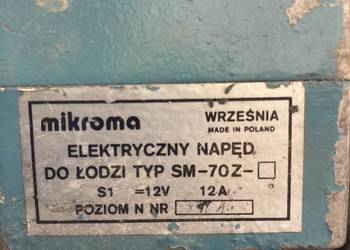 mikroma WRZEŚNIA
MADE IN POLAND
ELEKTRYCZNY NAPĘD
DO ŁODZI TYP SM-70Z-□
S1 =12V 12A
POZIOM N NR